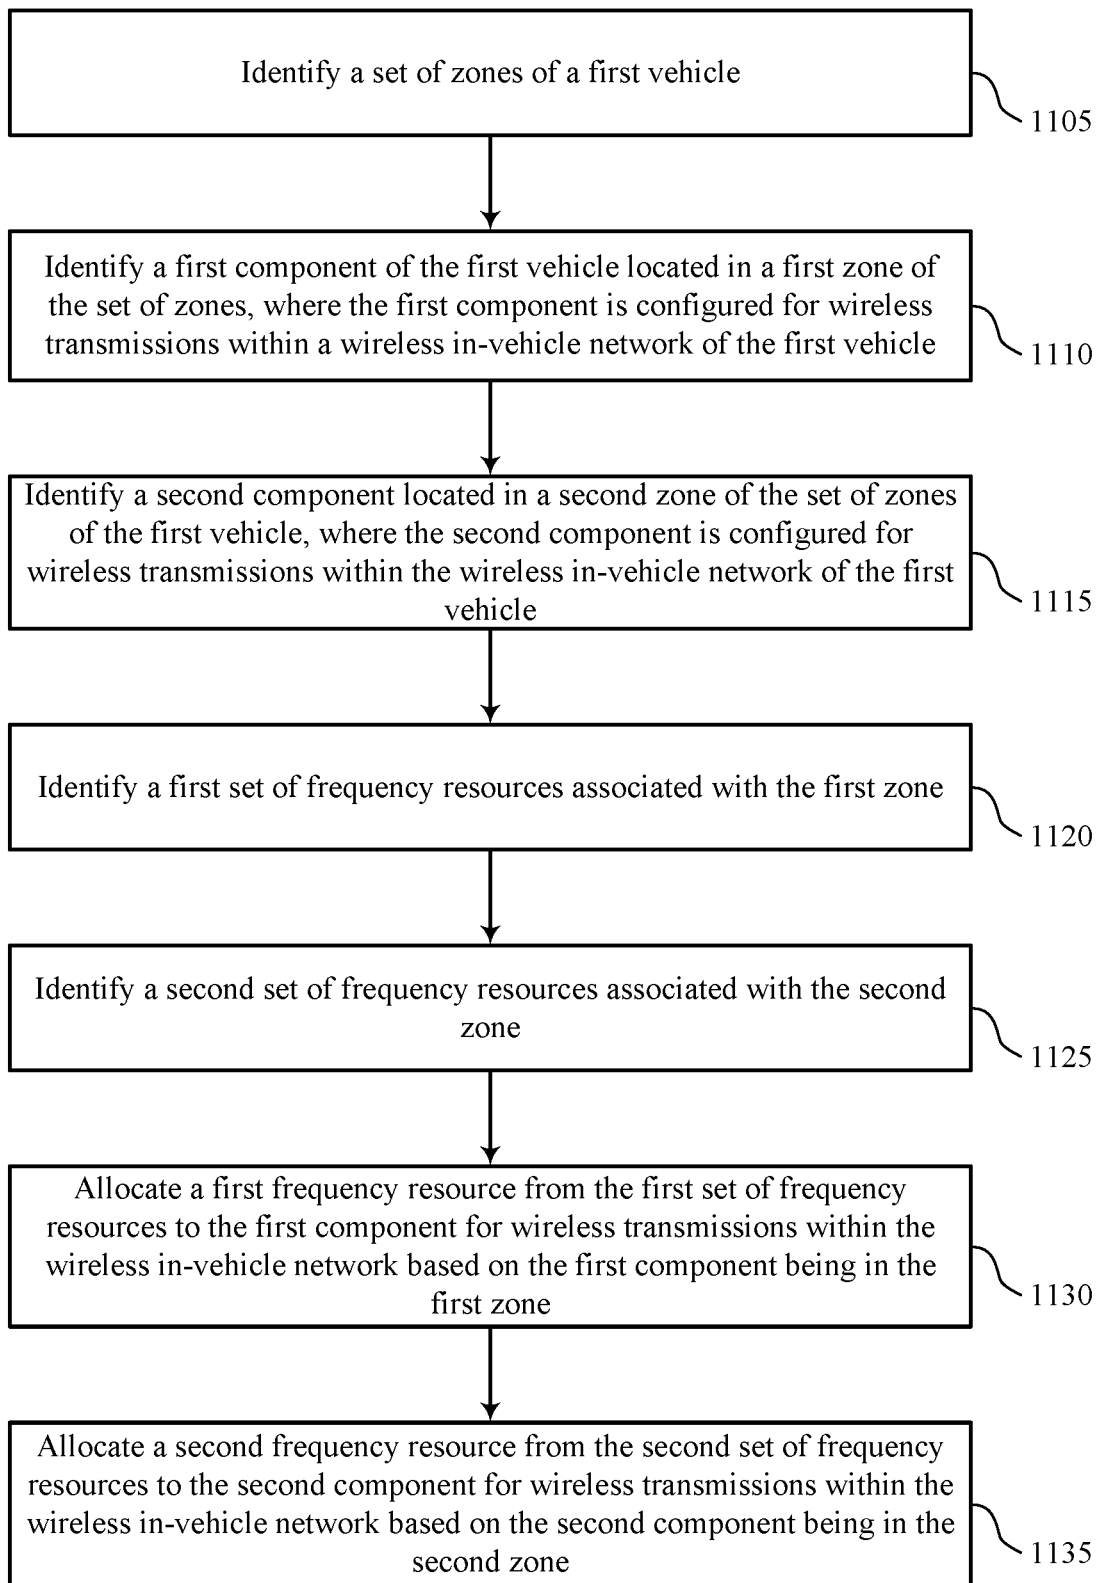 Identify a set of zones of a first vehicle
1105
Identify a first component of the first vehicle located in a first zone of
the set of zones, where the first component is configured for wireless
transmissions within a wireless in-vehicle network of the first vehicle
1110
Identify a second component located in a second zone of the set of zones
of the first vehicle, where the second component is configured for
wireless transmissions within the wireless in-vehicle network of the first
vehicle
1115
Identify a first set of frequency resources associated with the first zone
1120
Identify a second set of frequency resources associated with the second
zone
1125
Allocate a first frequency resource from the first set of frequency
resources to the first component for wireless transmissions within the
wireless in-vehicle network based on the first component being in the
first zone
1130
Allocate a second frequency resource from the second set of frequency
resources to the second component for wireless transmissions within the
wireless in-vehicle network based on the second component being in the
second zone
1135